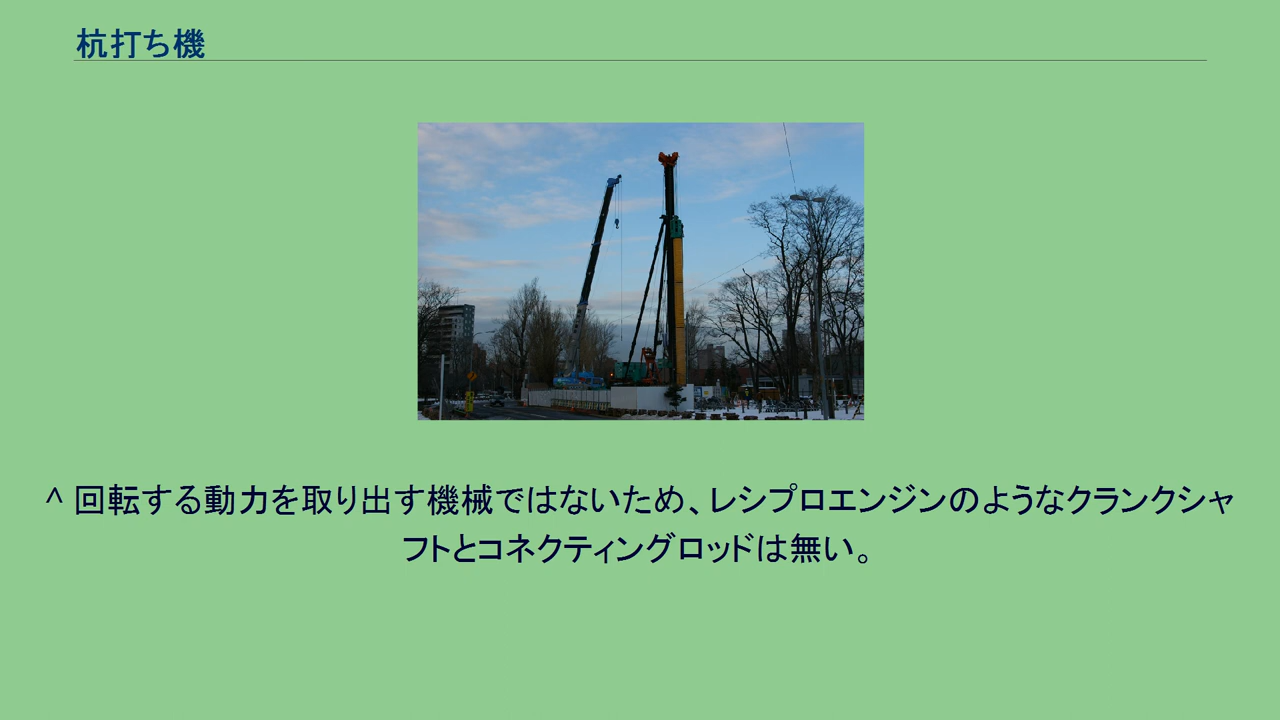 杭打ち機
^ 回転する動力を取り出す機械ではないため、レシプロエンジンのようなクランクシャ
フトとコネクティングロッドは無い。